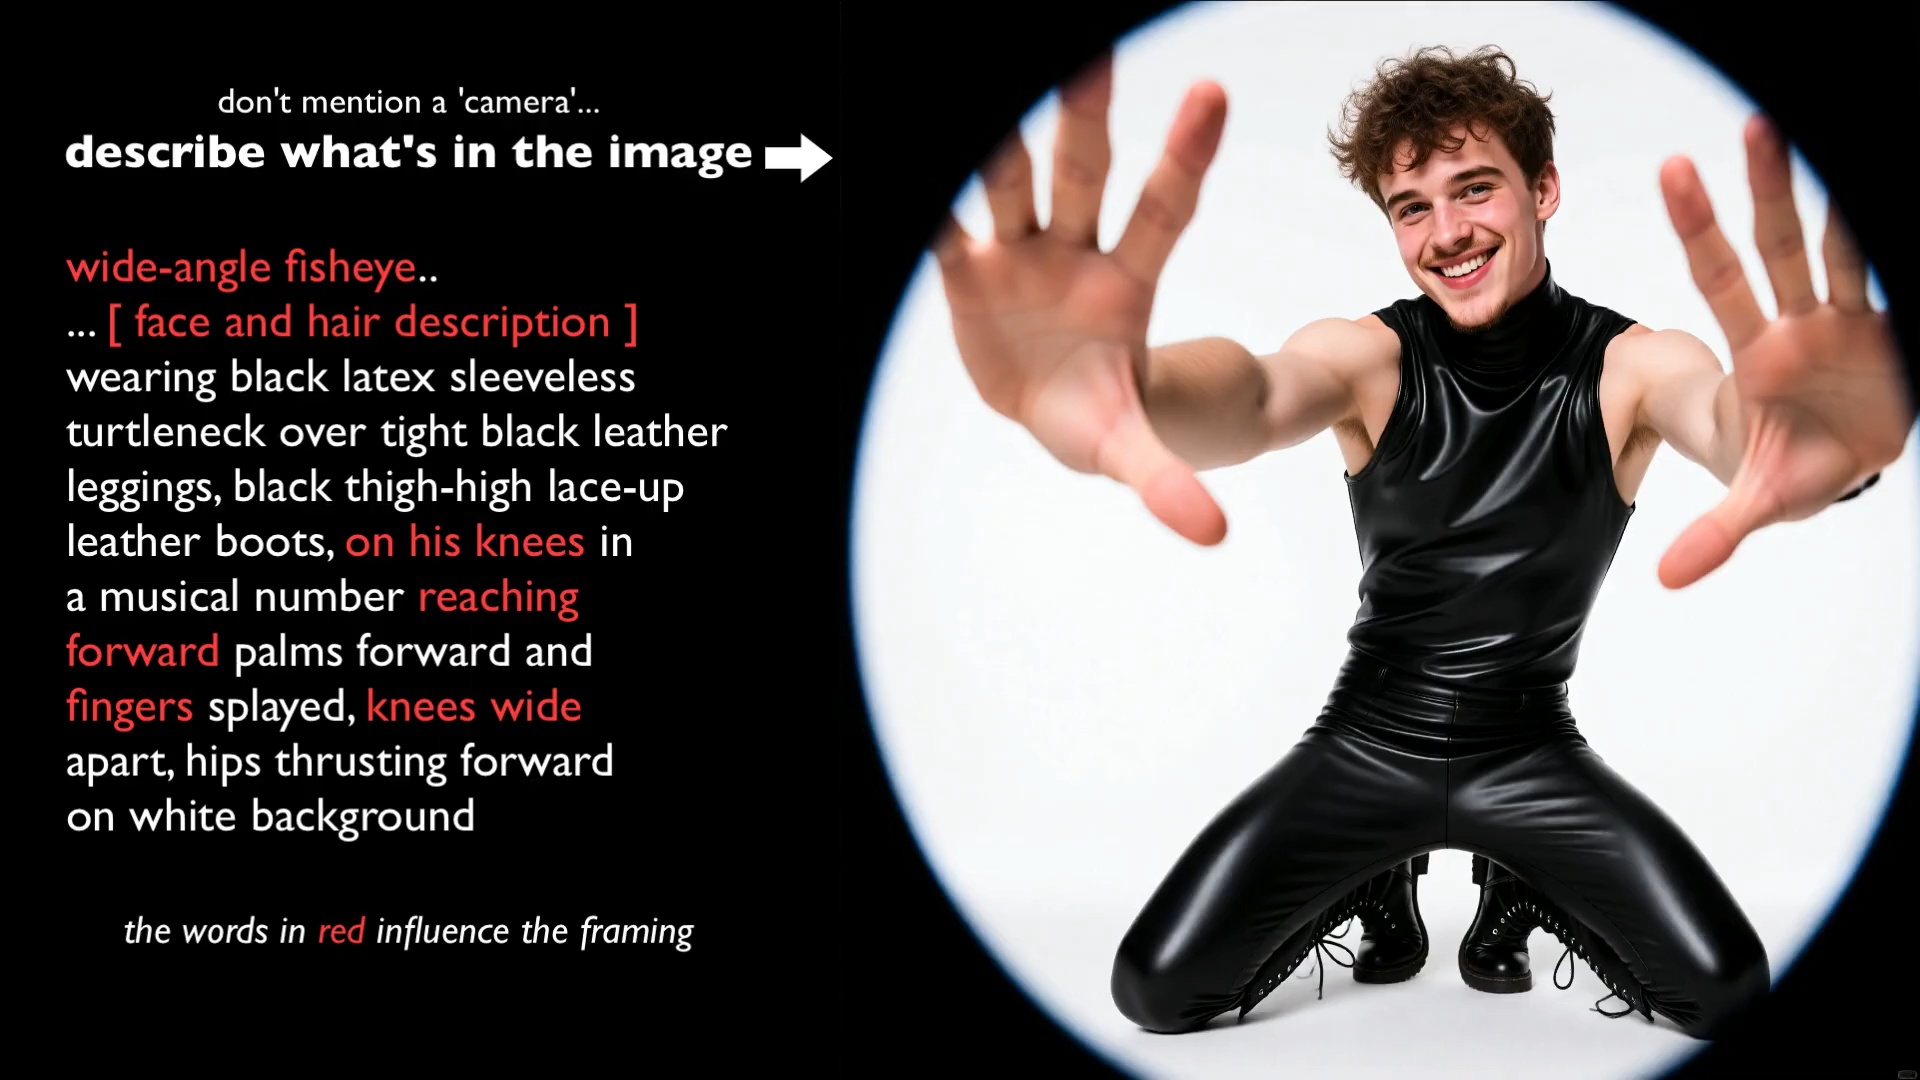 don't mention a 'camera'...
describe what's in the image
wide-angle fisheye..
... [ face and hair description ]
wearing black latex sleeveless
turtleneck over tight black leather
leggings, black thigh-high lace-up
leather boots, on his knees in
a musical number reaching
forward palms forward and
fingers splayed, knees wide
apart, hips thrusting forward
on white background
the words in red influence the framing